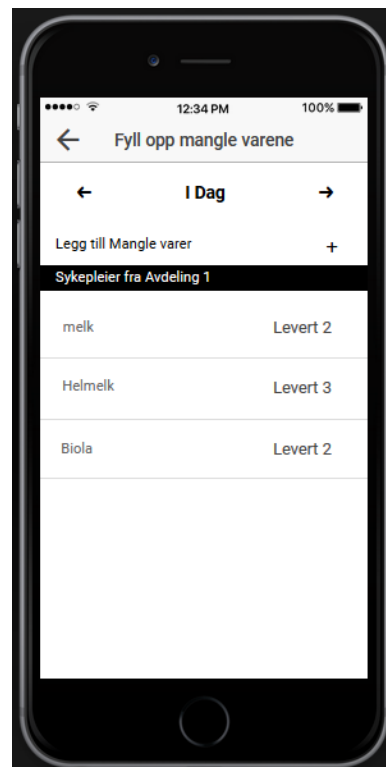 12:34 PM 100%
Fyll opp mangle varene
I Dag
Legg till Mangle varer +
Sykepleier fra Avdeling 1
melk Levert 2
Helmelk Levert 3
Biola Levert 2